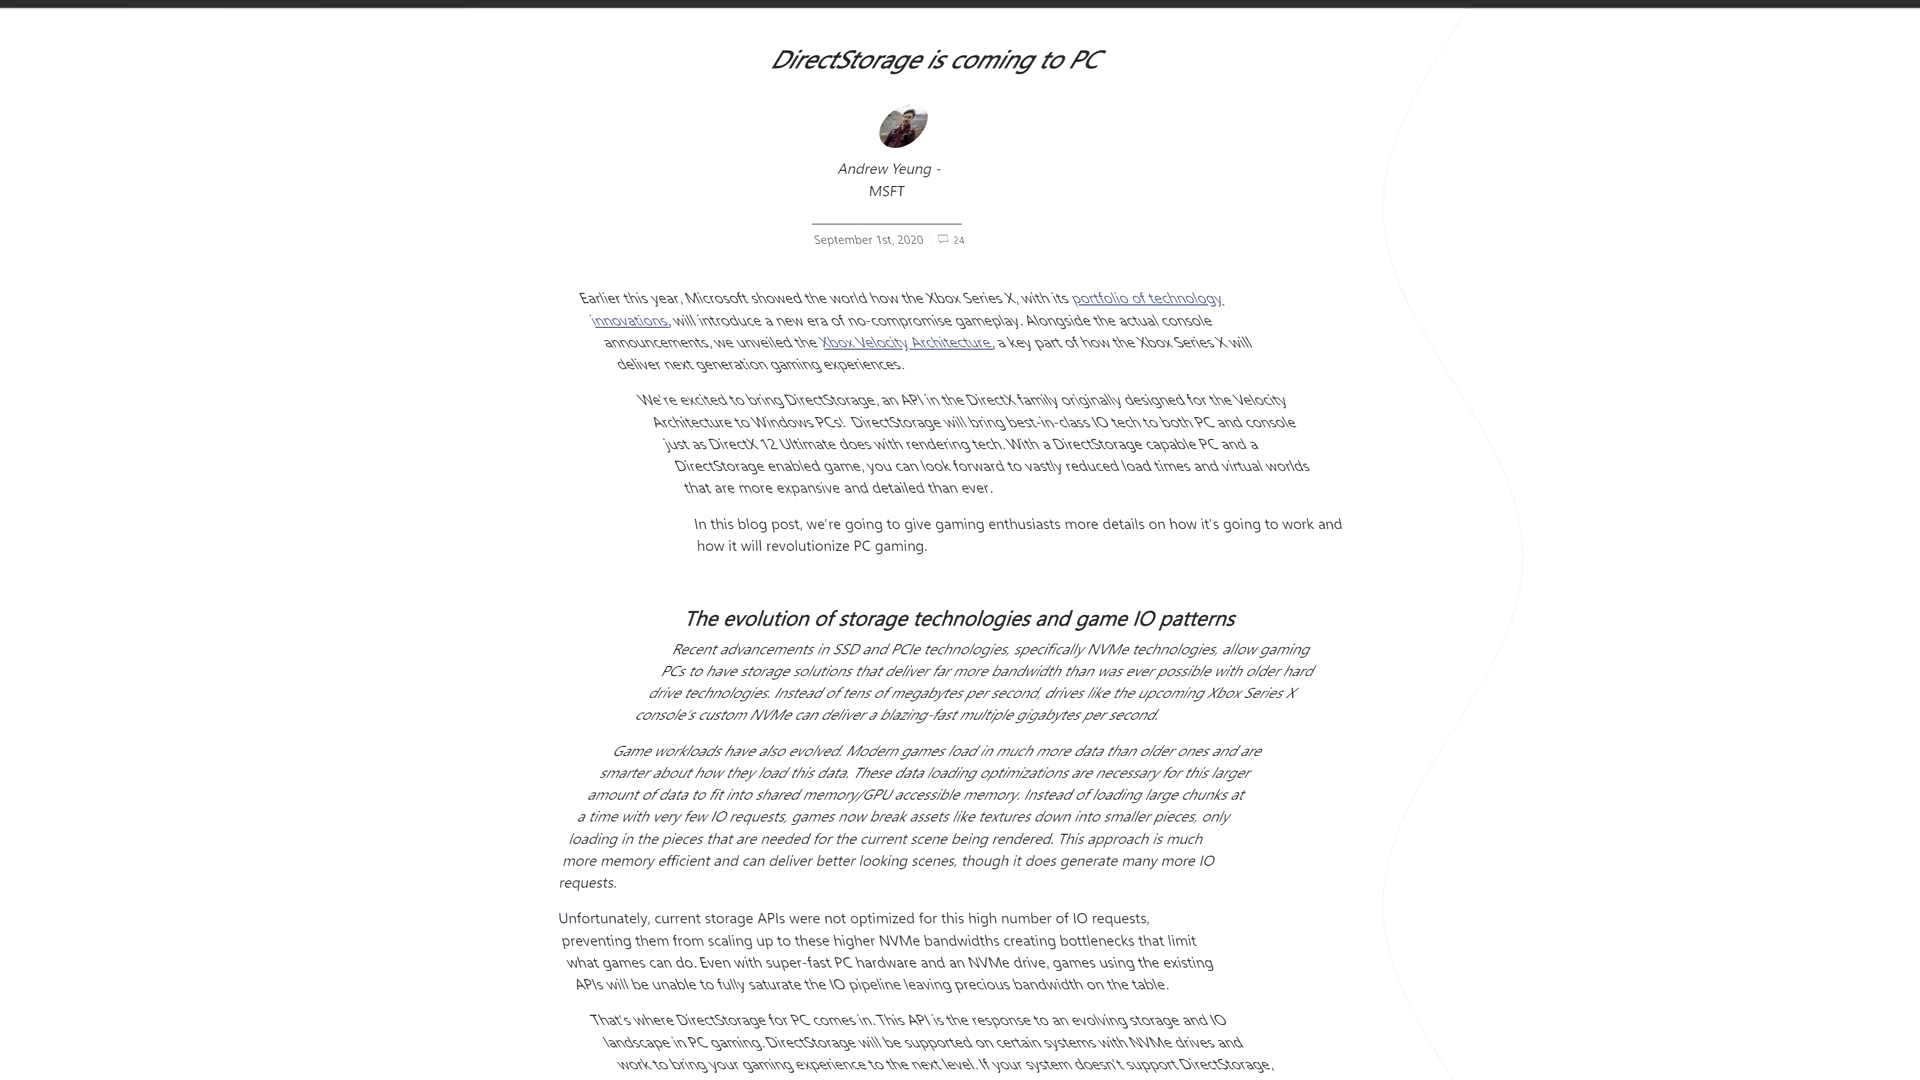 DirectStorage is coming to PC
Andrew Yeung -
MSFT
September 1st, 2020 24
Earlier this year, Microsoft showed the world how the Xbox Series X, with its portfolio of technology
innovations, will introduce a new era of no-compromise gameplay. Alongside the actual console
announcements, we unveiled the Xbox Velocity Architecture, a key part of how the Xbox Series X will
deliver next generation gaming experiences.
We're excited to bring DirectStorage, an API in the DirectX family originally designed for the Velocity
Architecture to Windows PCs!  DirectStorage will bring best-in-class IO tech to both PC and console
just as DirectX 12 Ultimate does with rendering tech. With a DirectStorage capable PC and a
DirectStorage enabled game, you can look forward to vastly reduced load times and virtual worlds
that are more expansive and detailed than ever.
In this blog post, we're going to give gaming enthusiasts more details on how it's going to work and
how it will revolutionize PC gaming.
The evolution of storage technologies and game IO patterns
Recent advancements in SSD and PCIe technologies, specifically NVMe technologies, allow gaming
PCs to have storage solutions that deliver far more bandwidth than was ever possible with older hard
drive technologies. Instead of tens of megabytes per second, drives like the upcoming Xbox Series X
console's custom NVMe can deliver a blazing-fast multiple gigabytes per second.
Game workloads have also evolved. Modern games load in much more data than older ones and are
smarter about how they load this data. These data loading optimizations are necessary for this larger
amount of data to fit into shared memory/GPU accessible memory. Instead of loading large chunks at
a time with very few IO requests, games now break assets like textures down into smaller pieces, only
loading in the pieces that are needed for the current scene being rendered. This approach is much
more memory efficient and can deliver better looking scenes, though it does generate many more IO
requests.
Unfortunately, current storage APIs were not optimized for this high number of IO requests,
preventing them from scaling up to these higher NVMe bandwidths creating bottlenecks that limit
what games can do. Even with super-fast PC hardware and an NVMe drive, games using the existing
APIs will be unable to fully saturate the IO pipeline leaving precious bandwidth on the table.
That's where DirectStorage for PC comes in. This API is the response to an evolving storage and IO
landscape in PC gaming. DirectStorage will be supported on certain systems with NVMe drives and
work to bring your gaming experience to the next level. If your system doesn't support DirectStorage,